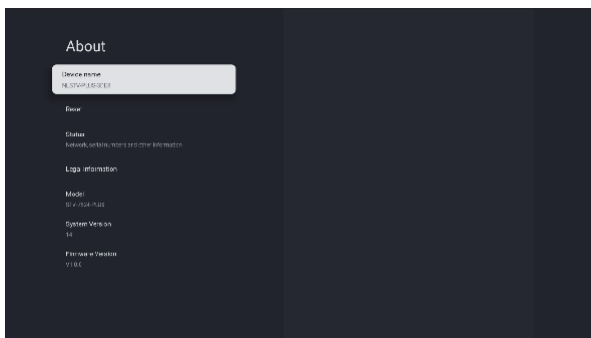 About
Device name
Reset
Status
Network, serial numbers and other information
Legal information
Model
System Version
14
Firmware Version